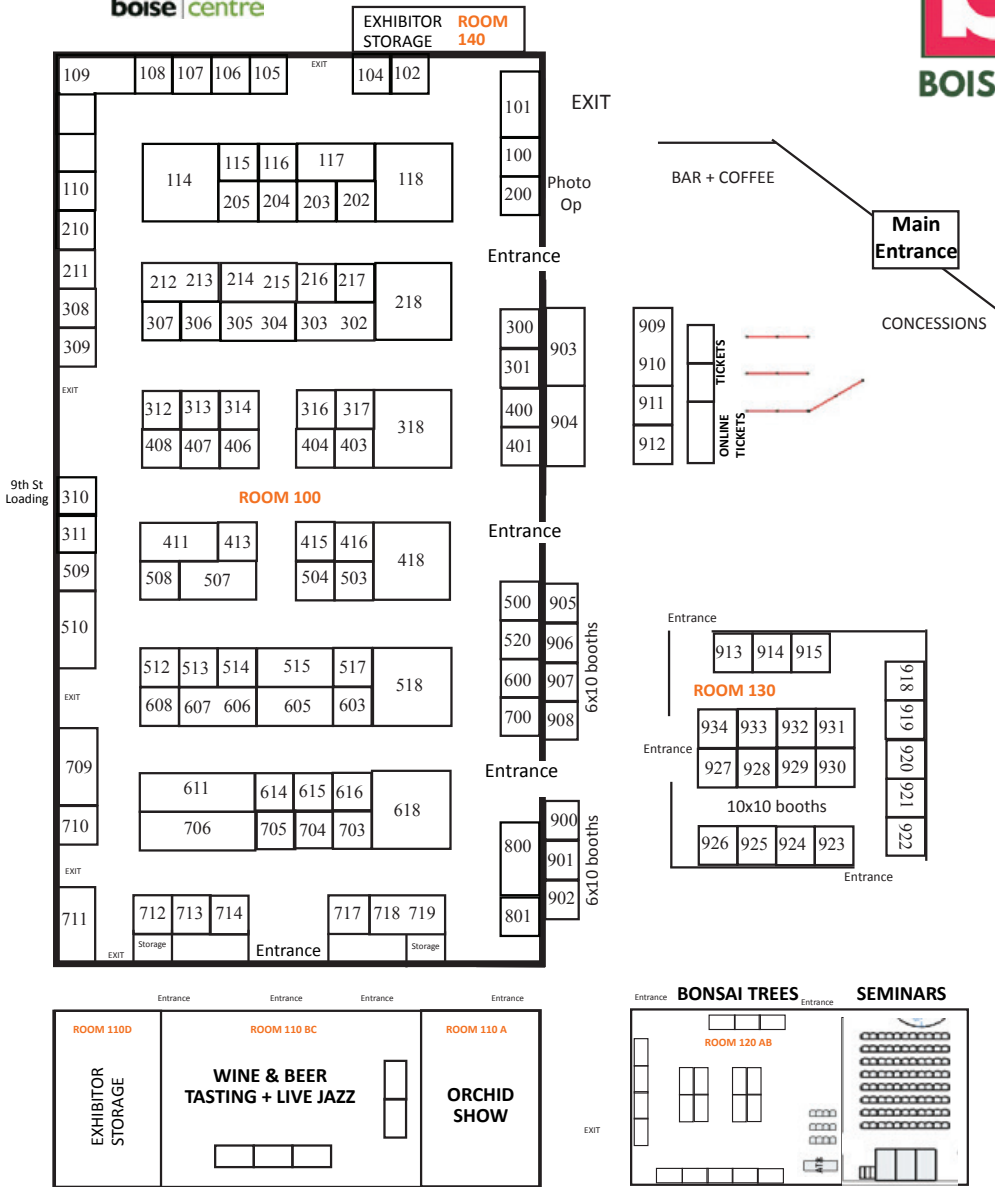 boise | centre
EXHIBITOR STORAGE
ROOM 140
BOIS
109
108
107
106
105
EXIT
104
102
101
EXIT
100
200
Photo Op
110
210
211
308
309
EXIT
114
115
116
117
118
205
204
203
202
BAR + COFFEE
Main Entrance
CONCESSIONS
Entrance
212 213
214 215
216
217
218
307
306
305 304
303 302
300
301
400
401
903
904
909
910
911
912
TICKETS
ONLINE TICKETS
312
313
314
316
317
318
408
407
406
404
403
9th St Loading
310
311
509
510
EXIT
ROOM 100
Entrance
411
413
415
416
418
508
507
504
503
500
520
600
700
905
906
907
908
6x10 booths
512
513
514
515
517
518
608
607 606
605
603
Entrance
709
710
EXIT
711
EXIT
611
614
615
616
618
706
705
704
703
800
801
900
901
902
6x10 booths
712
713
714
717
718 719
Storage
Entrance
Storage
Entrance
913
914
915
ROOM 130
918
919
920
921
922
934
933
932
931
Entrance
927
928
929
930
10x10 booths
926
925
924
923
Entrance
Entrance
Entrance
Entrance
Entrance
ROOM 110D
EXHIBITOR STORAGE
ROOM 110 BC
WINE & BEER
TASTING + LIVE JAZZ
ROOM 110 A
ORCHID
SHOW
Entrance
BONSAI TREES
Entrance
SEMINARS
ROOM 120 AB
EXIT